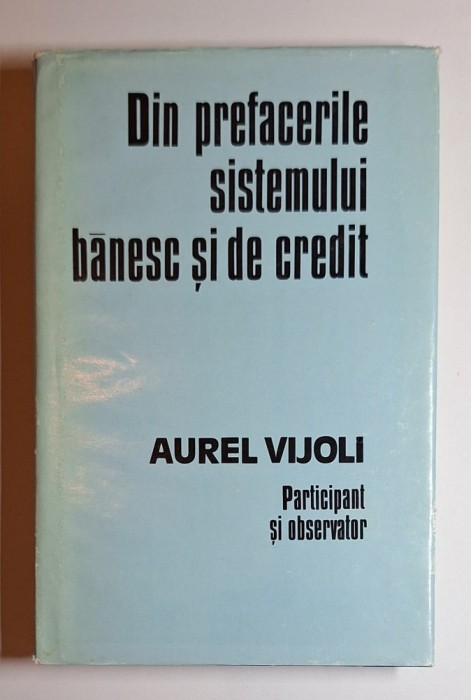 Din prefacerile
sistemului
bănesc și de credit
AUREL VIJOLI
Participant
și observator